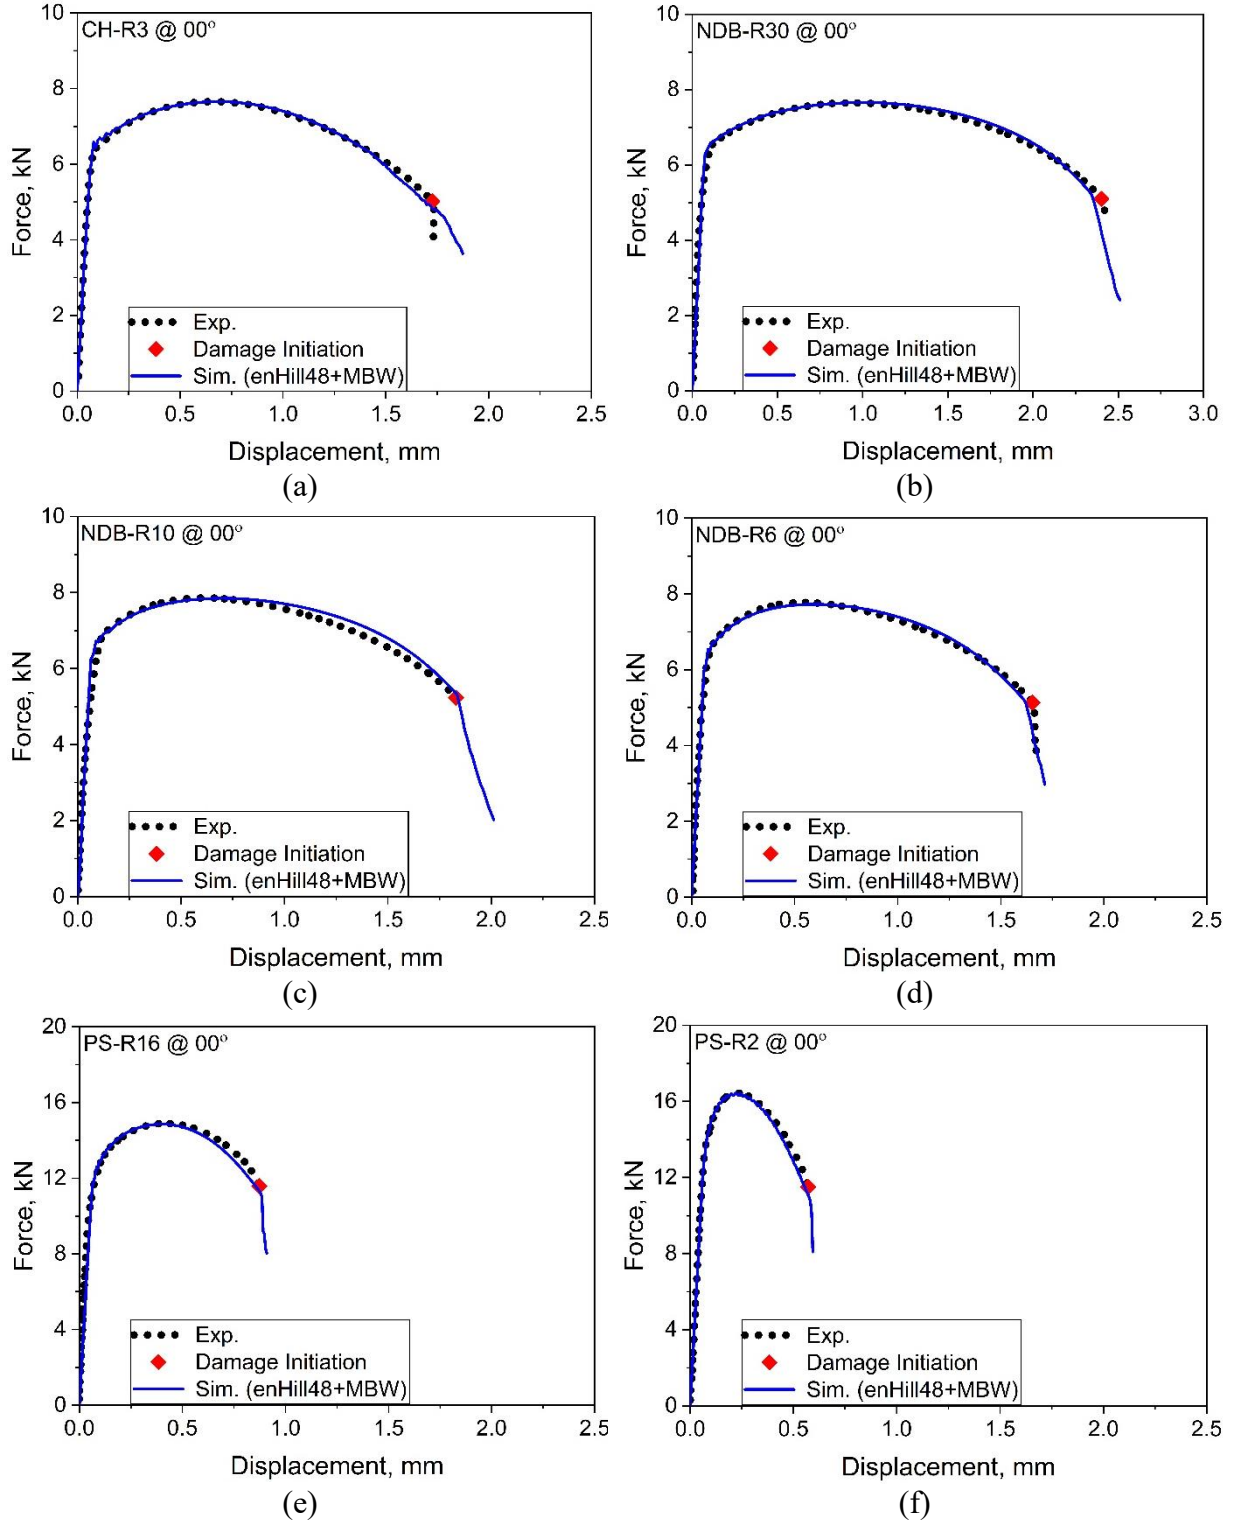 CH-R3 @ 00°
10
8
6
4
2
0
Force, kN
Exp.
Damage Initiation
Sim. (enHill48+MBW)
0.0 0.5 1.0 1.5 2.0 2.5
Displacement, mm
(a)
NDB-R30 @ 00°
10
8
6
4
2
0
Force, kN
Exp.
Damage Initiation
Sim. (enHill48+MBW)
0.0 0.5 1.0 1.5 2.0 2.5 3.0
Displacement, mm
(b)
NDB-R10 @ 00°
10
8
6
4
2
0
Force, kN
Exp.
Damage Initiation
Sim. (enHill48+MBW)
0.0 0.5 1.0 1.5 2.0 2.5
Displacement, mm
(c)
NDB-R6 @ 00°
10
8
6
4
2
0
Force, kN
Exp.
Damage Initiation
Sim. (enHill48+MBW)
0.0 0.5 1.0 1.5 2.0 2.5
Displacement, mm
(d)
PS-R16 @ 00°
20
16
12
8
4
0
Force, kN
Exp.
Damage Initiation
Sim. (enHill48+MBW)
0.0 0.5 1.0 1.5 2.0 2.5
Displacement, mm
(e)
PS-R2 @ 00°
20
16
12
8
4
0
Force, kN
Exp.
Damage Initiation
Sim. (enHill48+MBW)
0.0 0.5 1.0 1.5 2.0 2.5
Displacement, mm
(f)